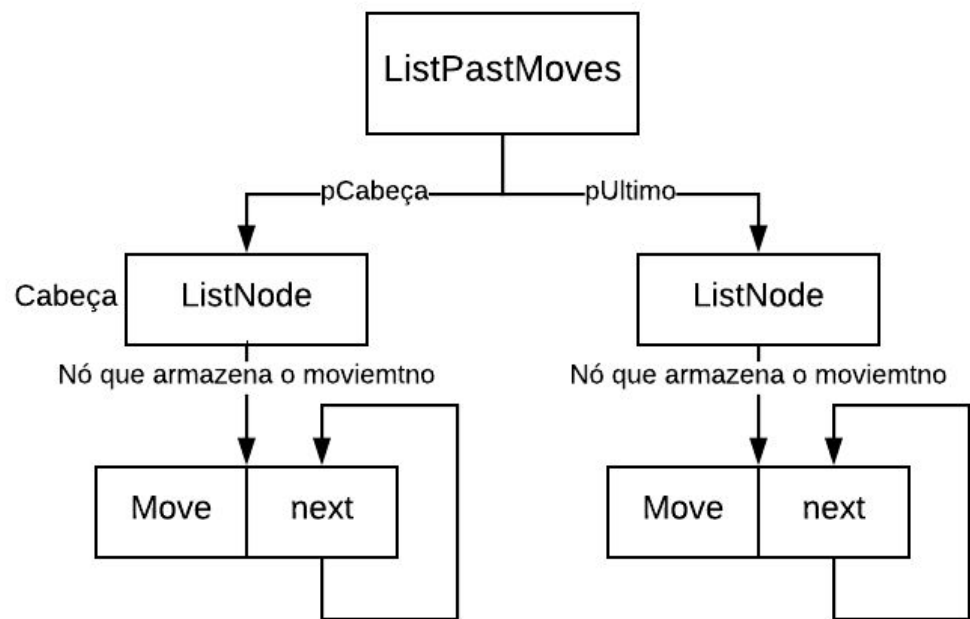 ListPastMoves
pCabeça
pUltimo
Cabeça
ListNode
ListNode
Nó que armazena o moviemtno
Nó que armazena o moviemtno
Move
next
Move
next